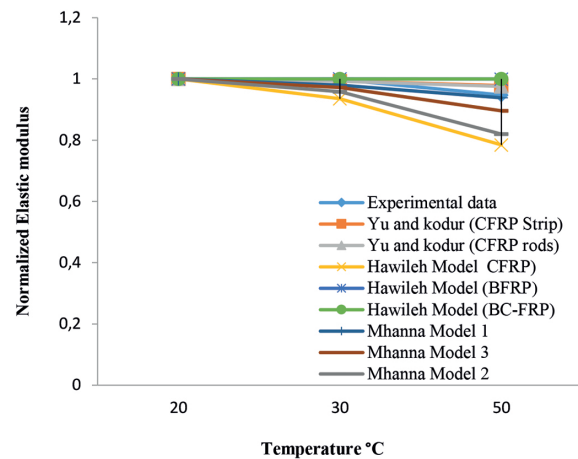 1,2
1
0,8
0,6
0,4
0,2
0
Normalized Elastic modulus
Experimental data
Yu and kodur (CFRP Strip)
Yu and kodur (CFRP rods)
Hawileh Model CFRP)
Hawileh Model (BFRP)
Hawileh Model (BC-FRP)
Mhanna Model 1
Mhanna Model 3
Mhanna Model 2
20 30 50
Temperature °C